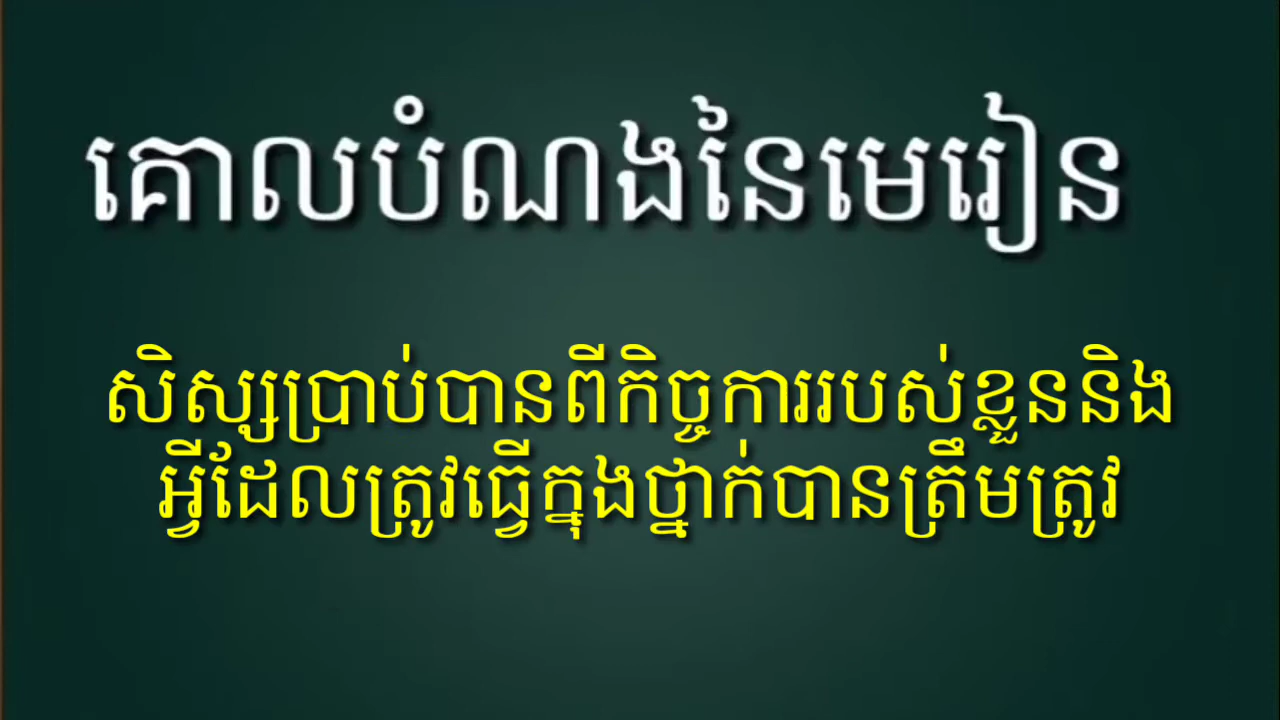 គោលបំណងនៃមេរៀន
សិស្សប្រាប់បានពីកិច្ចការរបស់ខ្លួននិង
អ្វីដែលត្រូវធ្វើក្នុងថ្នាក់បានត្រឹមត្រូវ